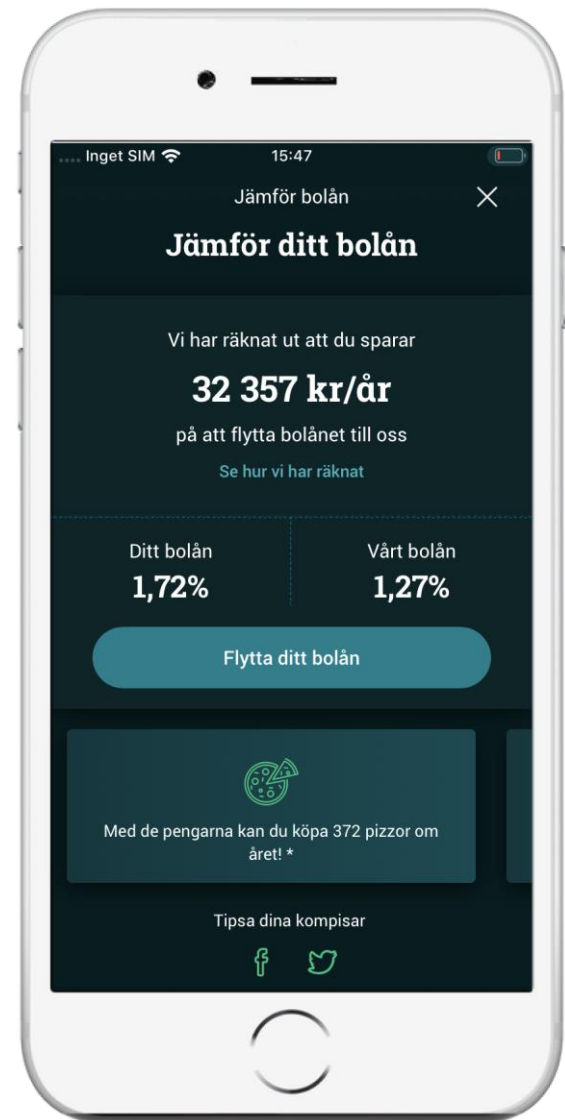 Inget SIM 15:47
Jämför bolån
Jämför ditt bolån
Vi har räknat ut att du sparar
32 357 kr/år
på att flytta bolånet till oss
Se hur vi har räknat
Ditt bolån Vårt bolån
1,72% 1,27%
Flytta ditt bolån
Med de pengarna kan du köpa 372 pizzor om
året! *
Tipsa dina kompisar